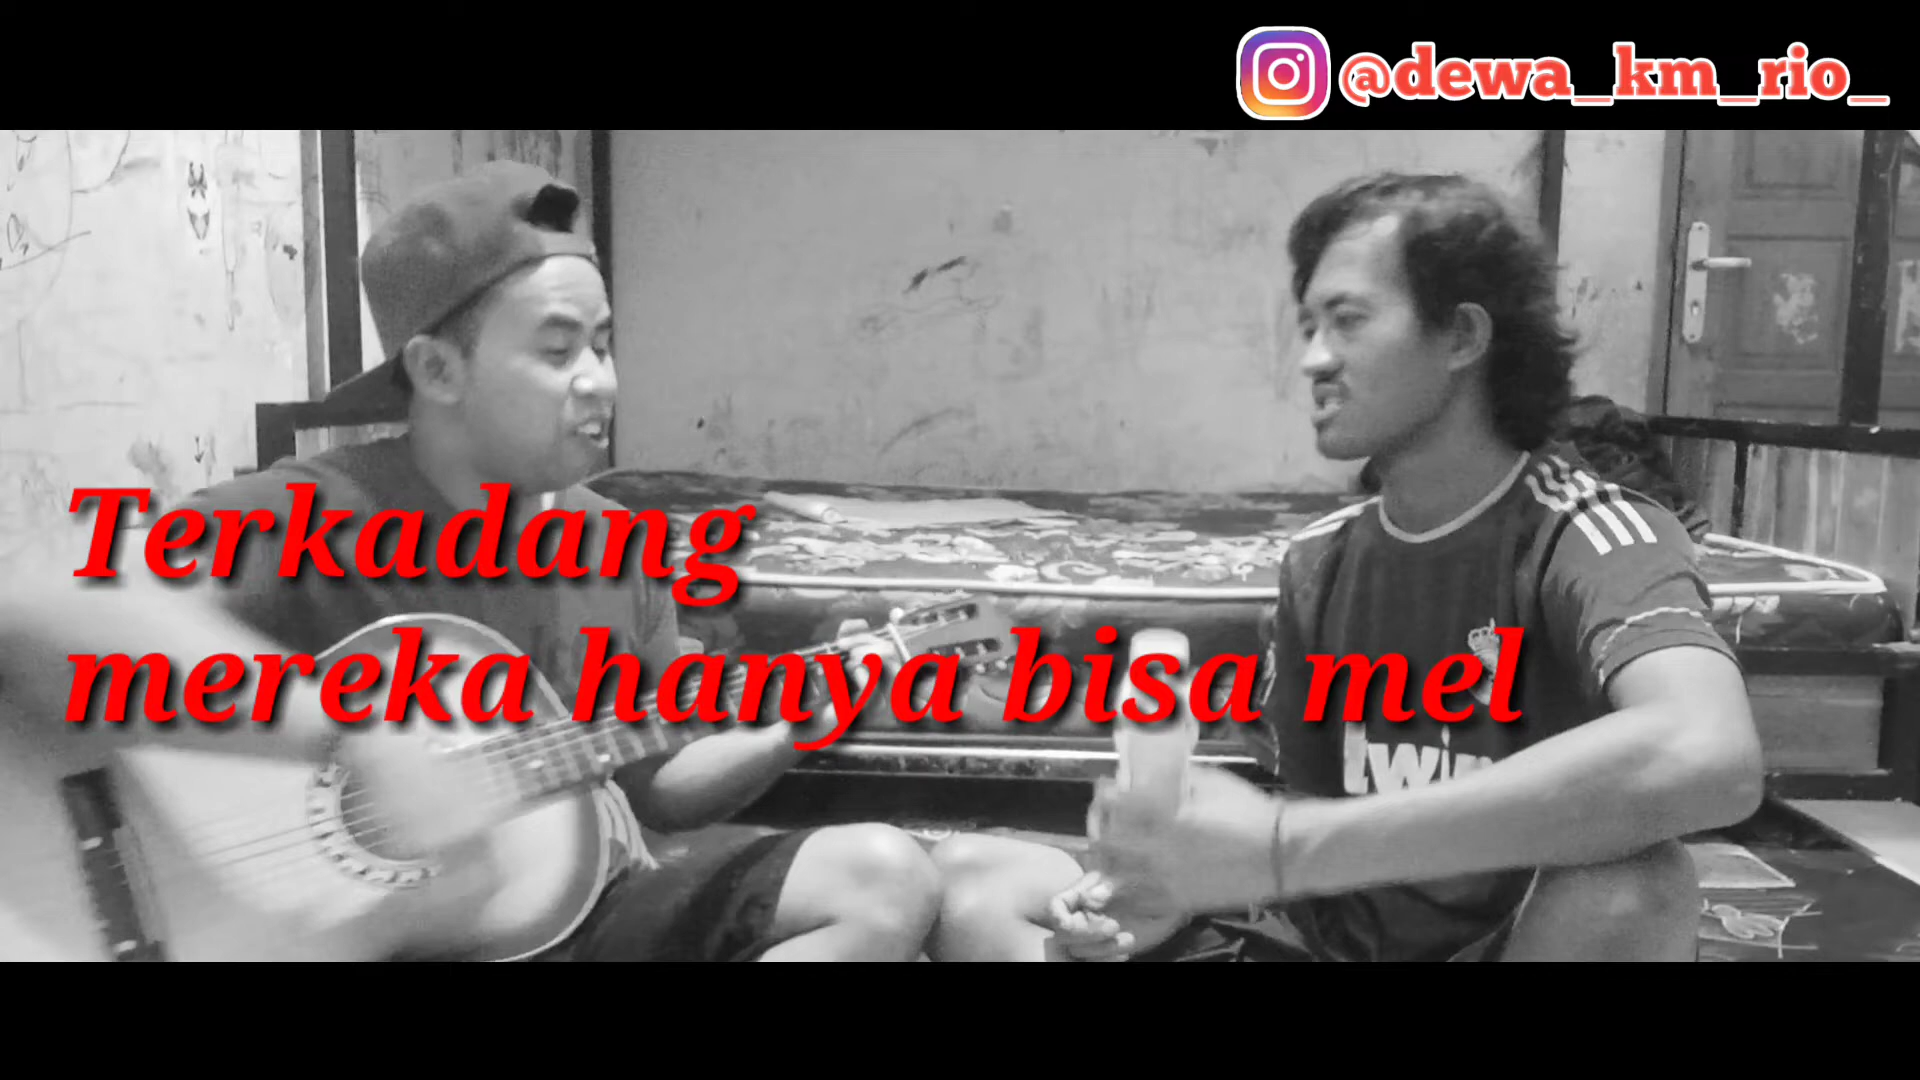 @dewa_km_rio_
Terkadang
mereka hanya bisa mel